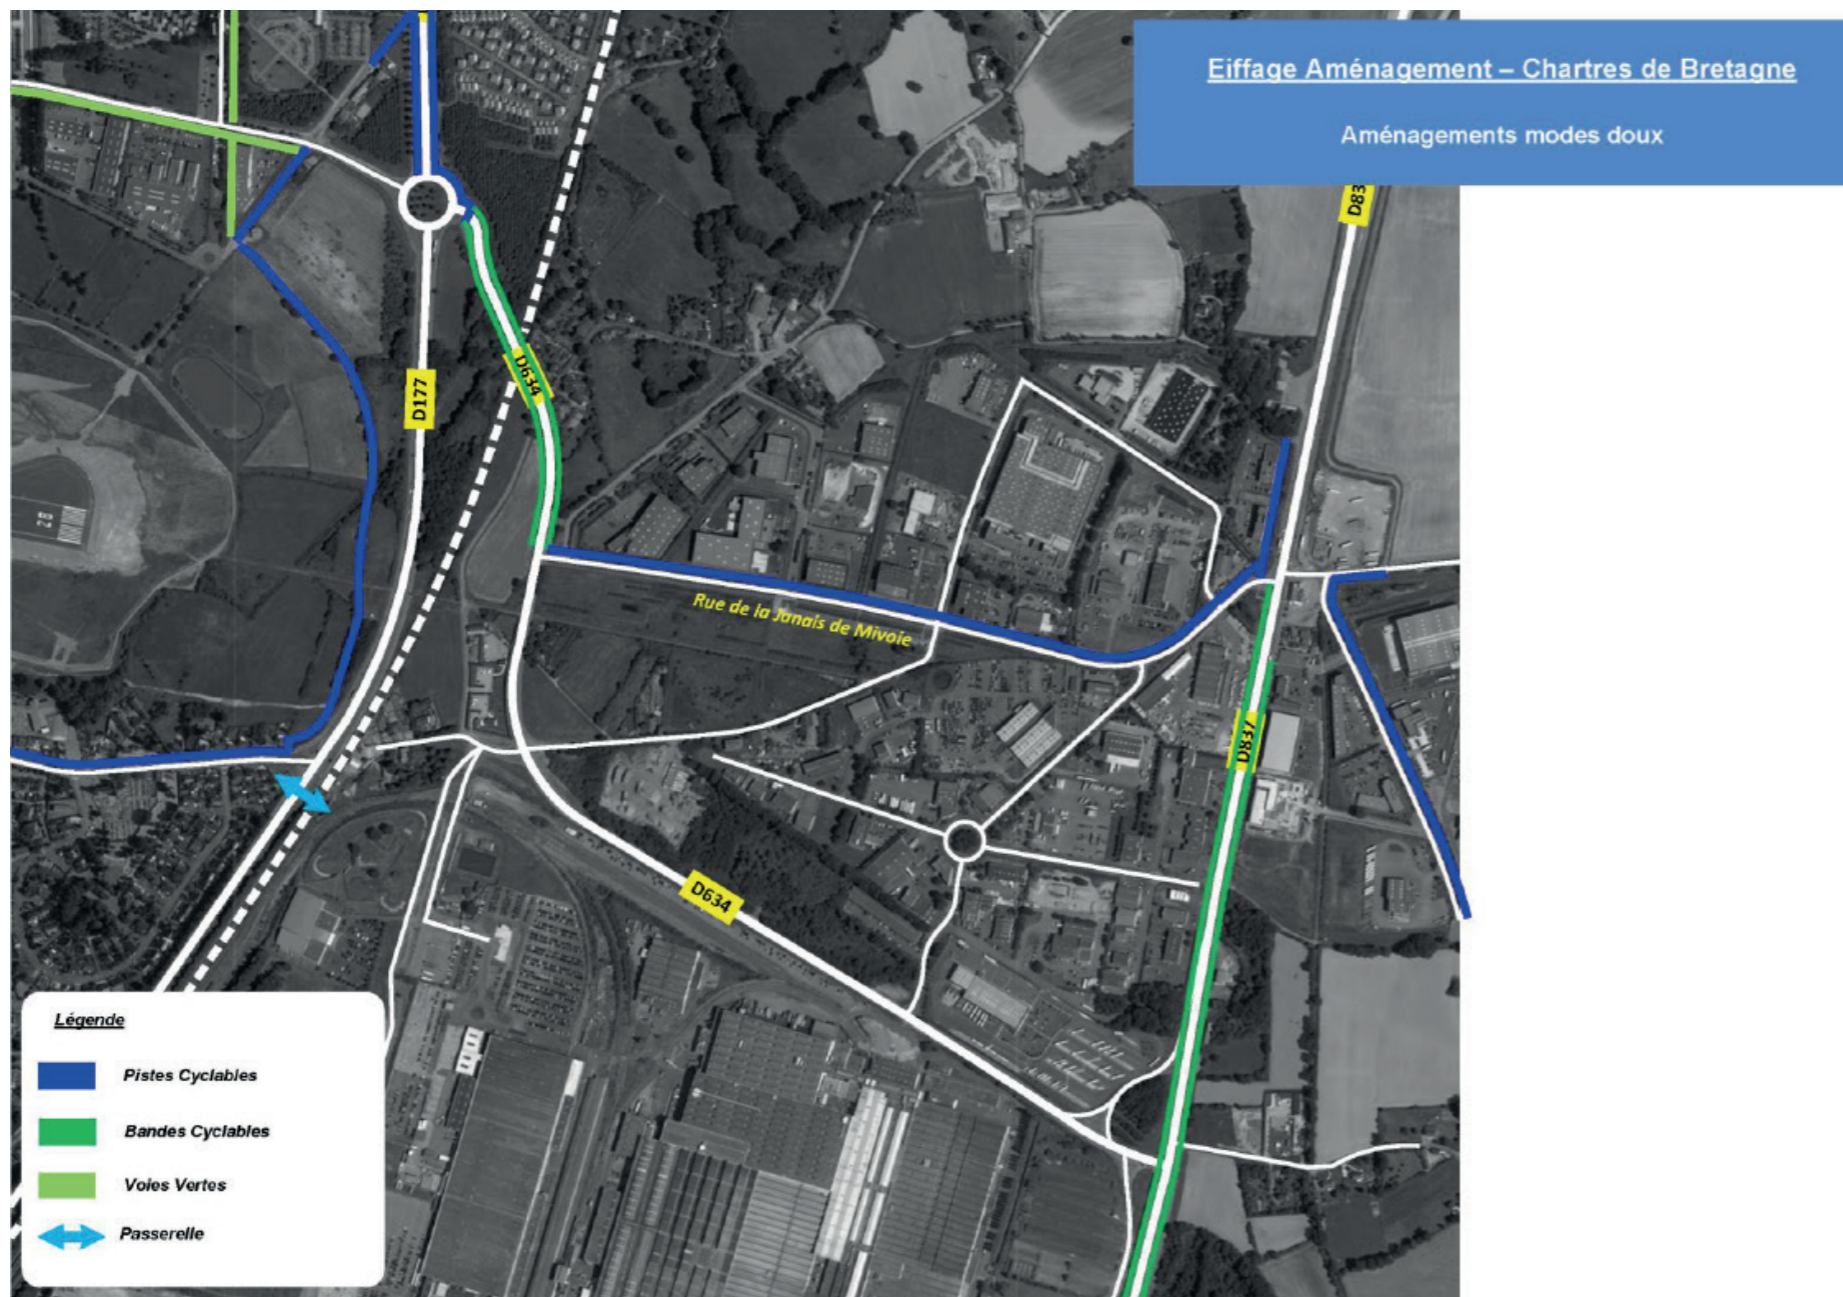 Eiffage Aménagement – Chartres de Bretagne
Aménagements modes doux
D83
D634
D177
Rue de la Janais de Mivoie
D837
D634
Légende
Pistes Cyclables
Bandes Cyclables
Voies Vertes
Passerelle